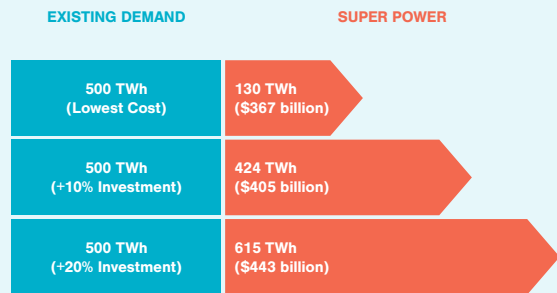 EXISTING DEMAND
SUPER POWER
500 TWh
(Lowest Cost)
130 TWh
($367 billion)
500 TWh
(+10% Investment)
424 TWh
($405 billion)
500 TWh
(+20% Investment)
615 TWh
($443 billion)